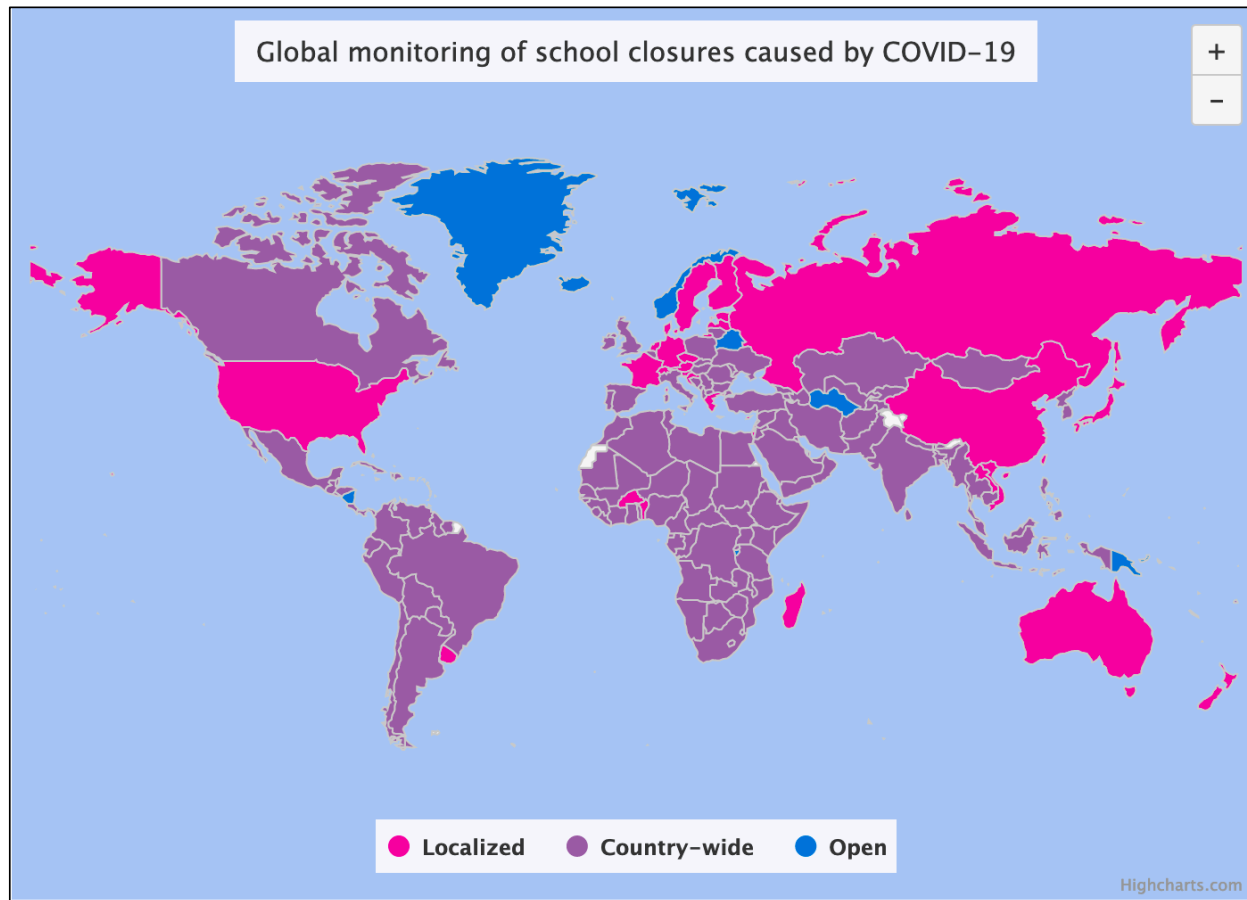 Global monitoring of school closures caused by COVID-19
+
−
Localized
Country-wide
Open
Highcharts.com